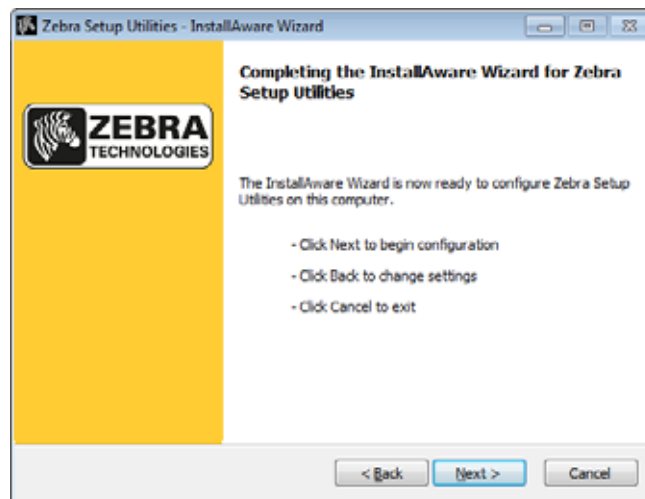 Zebra Setup Utilities - InstallAware Wizard
Completing the InstallAware Wizard for Zebra
Setup Utilities
ZEBRA
TECHNOLOGIES
The InstallAware Wizard is now ready to configure Zebra Setup
Utilities on this computer.
- Click Next to begin configuration
- Click Back to change settings
- Click Cancel to exit
< Back
Next >
Cancel